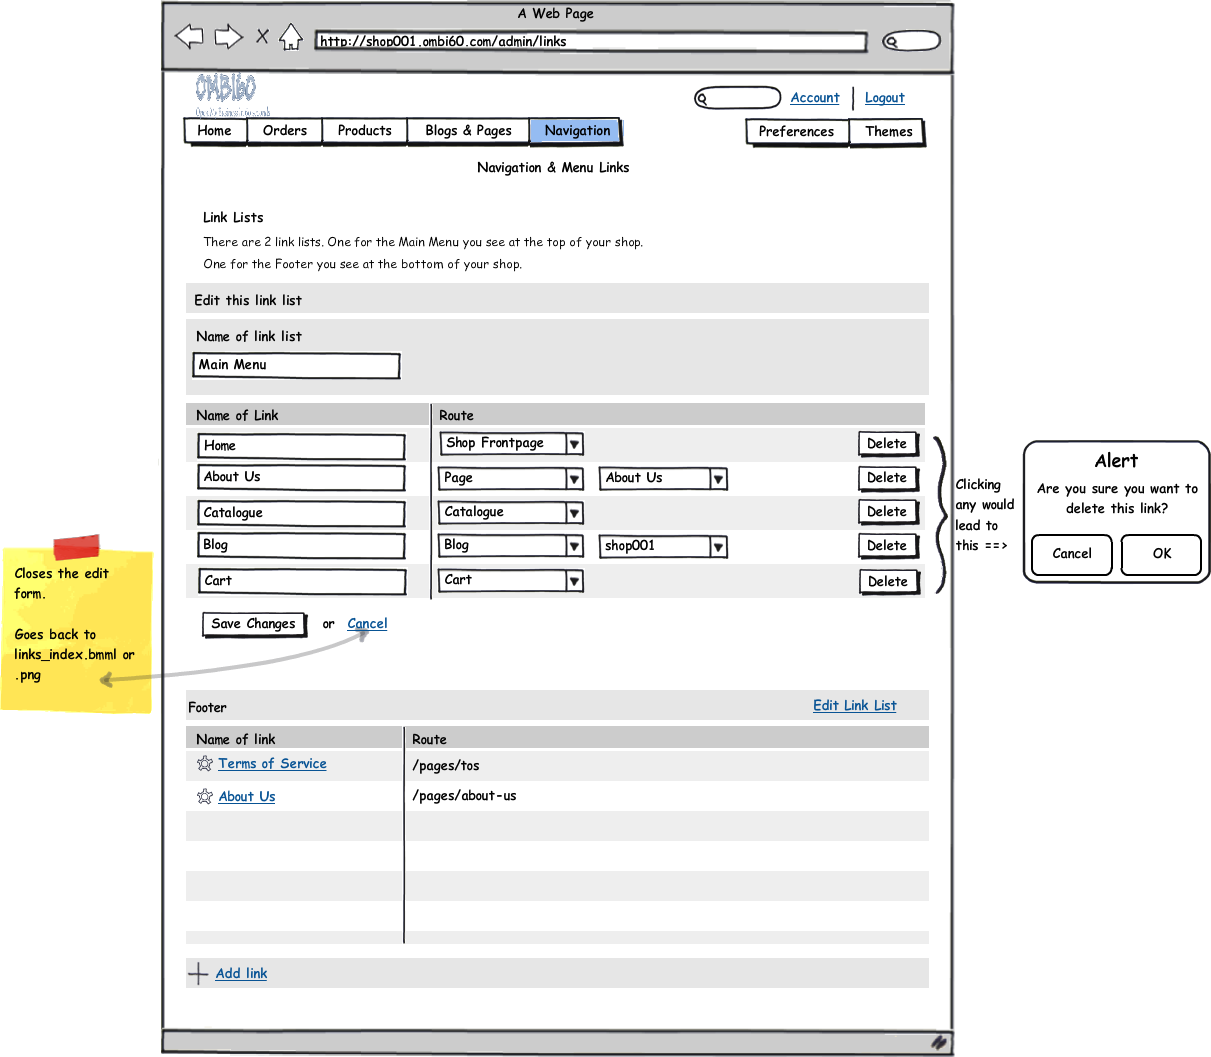 A Web Page
http://shop001.ombi60.com/admin/links
OMBI60
Account Logout
Home Orders Products Blogs & Pages Navigation Preferences Themes
Navigation & Menu Links
Link Lists
There are 2 link lists. One for the Main Menu you see at the top of your shop.
One for the Footer you see at the bottom of your shop.
Edit this link list
Name of link list
Main Menu
Name of Link Route
Home Shop Frontpage Delete
About Us Page About Us Delete
Catalogue Catalogue Delete
Blog Blog shop001 Delete
Cart Cart Delete
Clicking
any would
lead to
this ==>
Alert
Are you sure you want to
delete this link?
Cancel OK
Save Changes or Cancel
Closes the edit
form.
Goes back to
links_index.bmml or
.png
Footer Edit Link List
Name of link Route
Terms of Service /pages/tos
About Us /pages/about-us
Add link